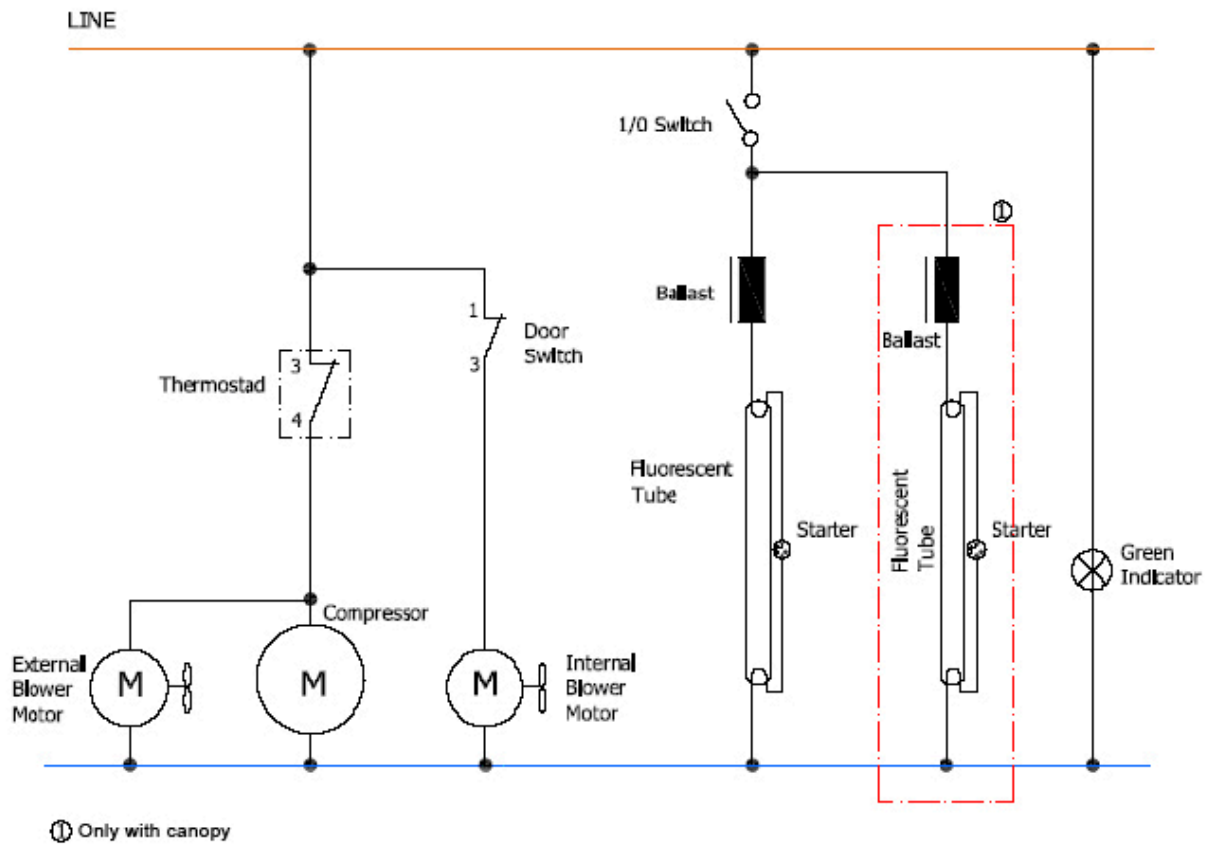 LINE
1/0 Switch
①
Ballast
Ballast
1
Door
Switch
3
Thermostad
3
4
Fluorescent
Tube
Starter
Fluorescent
Tube
Starter
Green
Indicator
Compressor
External
Blower
Motor
M
M
M
Internal
Blower
Motor
① Only with canopy